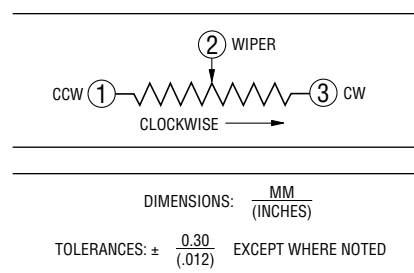 ② WIPER
CCW ① ③ CW
CLOCKWISE
DIMENSIONS: MM
(INCHES)
TOLERANCES: ± 0.30
(.012) EXCEPT WHERE NOTED